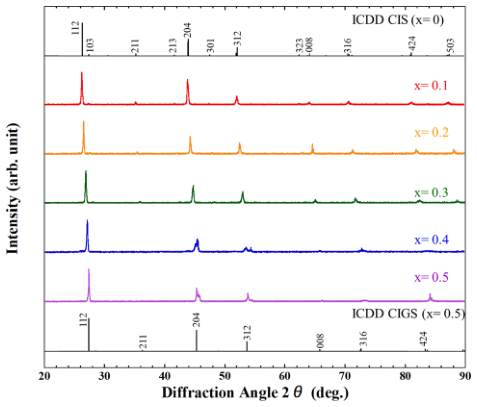 ICDD CIS (x= 0)
112
103
211
213
204
301
312
323
008
316
424
503
x= 0.1
x= 0.2
x= 0.3
x= 0.4
x= 0.5
ICDD CIGS (x= 0.5)
112
211
204
312
008
316
424
20 30 40 50 60 70 80 90
Diffraction Angle 2 θ (deg.)
Intensity (arb. unit)